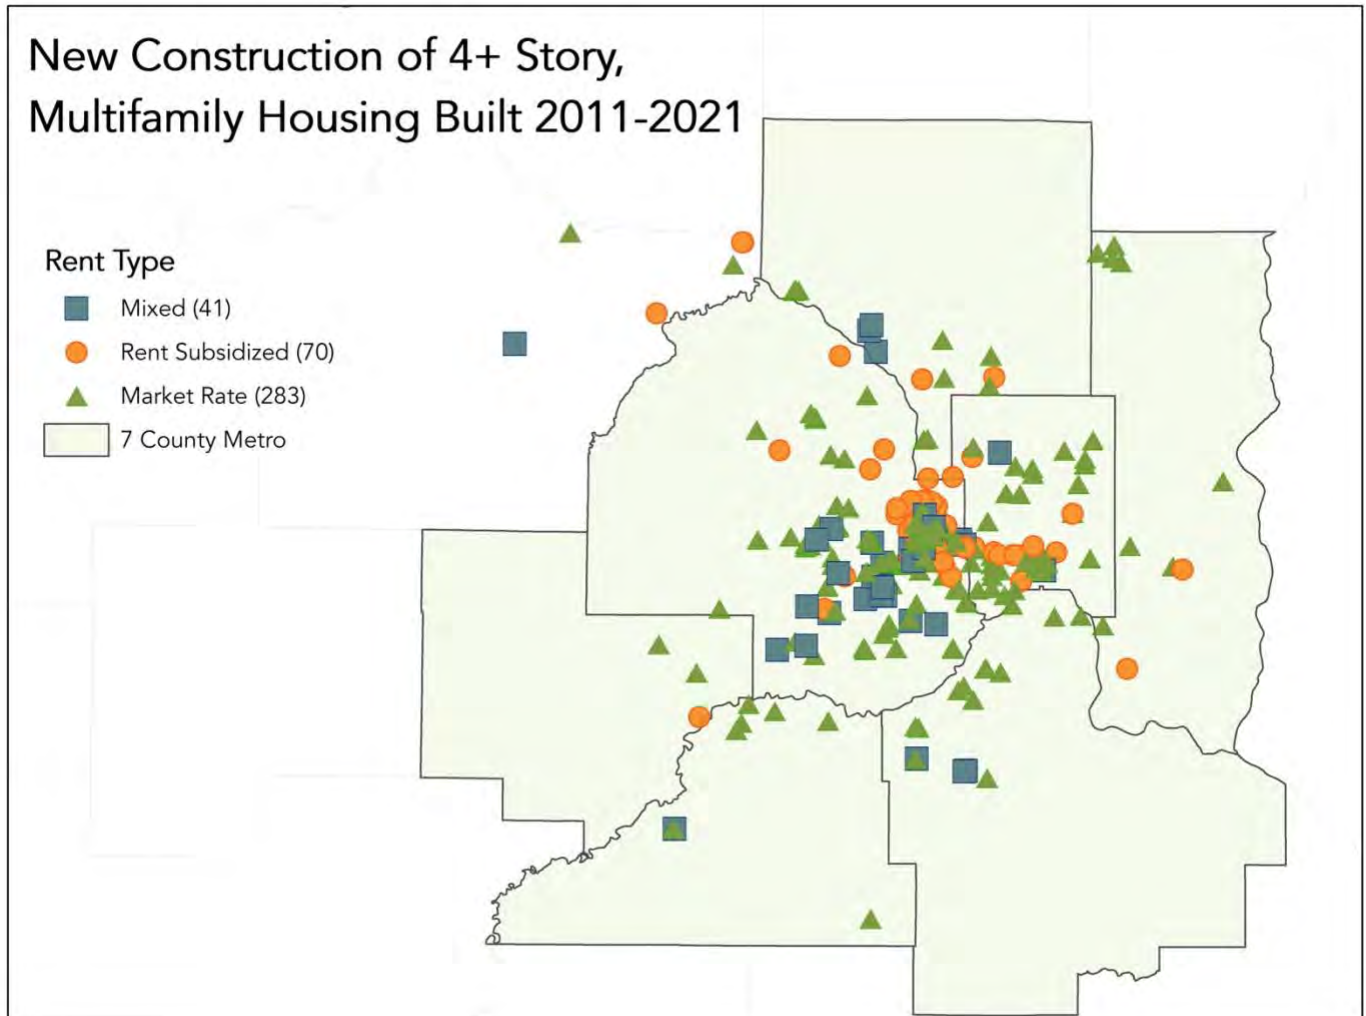 New Construction of 4+ Story,
Multifamily Housing Built 2011-2021
Rent Type
Mixed (41)
Rent Subsidized (70)
Market Rate (283)
7 County Metro